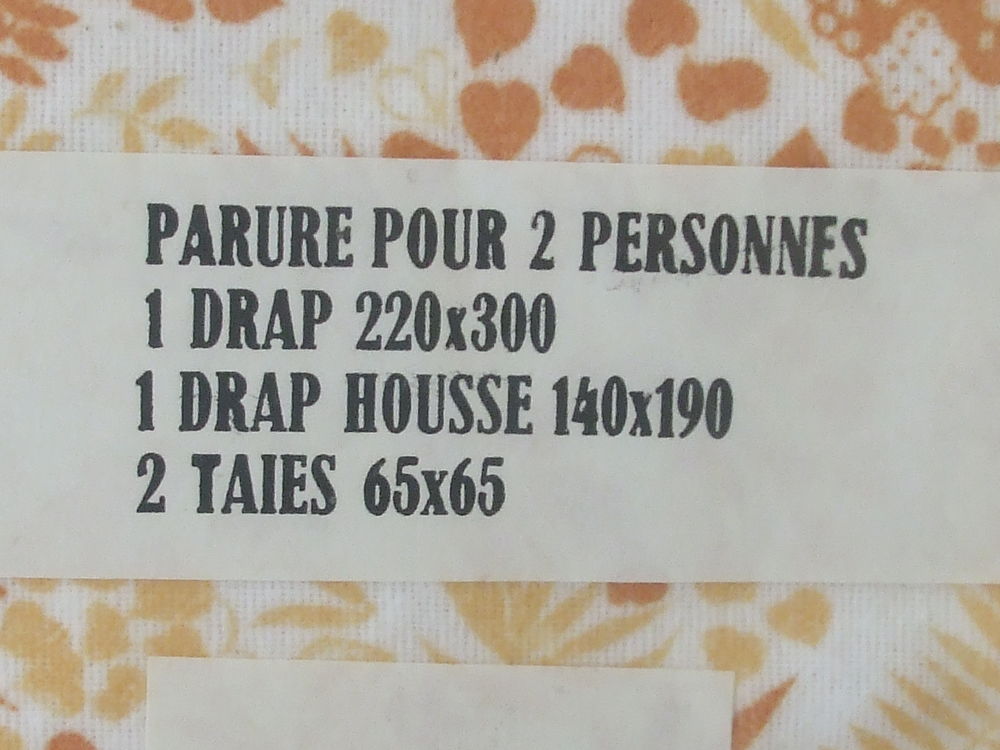 PARURE POUR 2 PERSONNES
1 DRAP 220x300
1 DRAP HOUSSE 140x190
2 TAIES 65x65